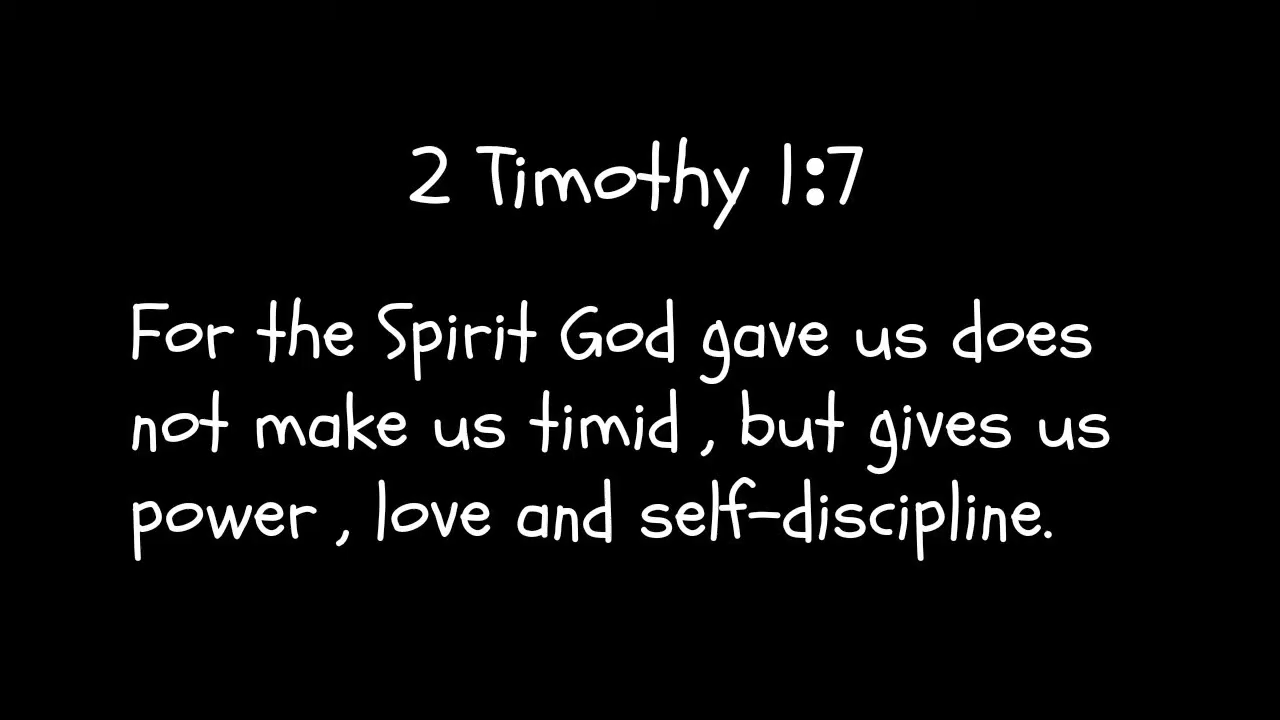 2 Timothy 1:7
For the Spirit God gave us does
not make us timid , but gives us
power , love and self-discipline.